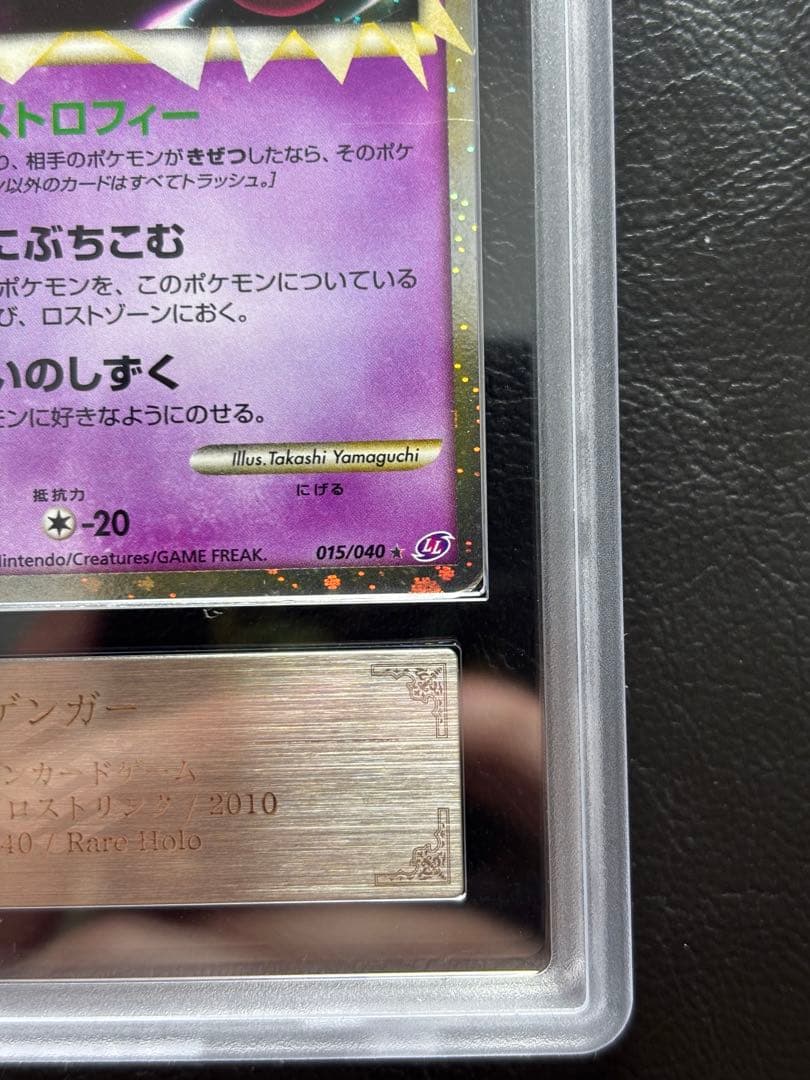 ストロフィー
り、相手のポケモンがきぜつしたなら、そのポケ
ン以外のカードはすべてトラッシュ。]
こぶちこむ
ポケモンを、このポケモンについている
び、ロストゾーンにおく。
いのしずく
モンに好きなようにのせる。
Illus.Takashi Yamaguchi
抵抗力
にげる
-20
Nintendo/Creatures/GAME FREAK.
015/040 ★ LL
ゲンガー
ンカードゲーム
ロストリンク / 2010
40 / Rare Holo